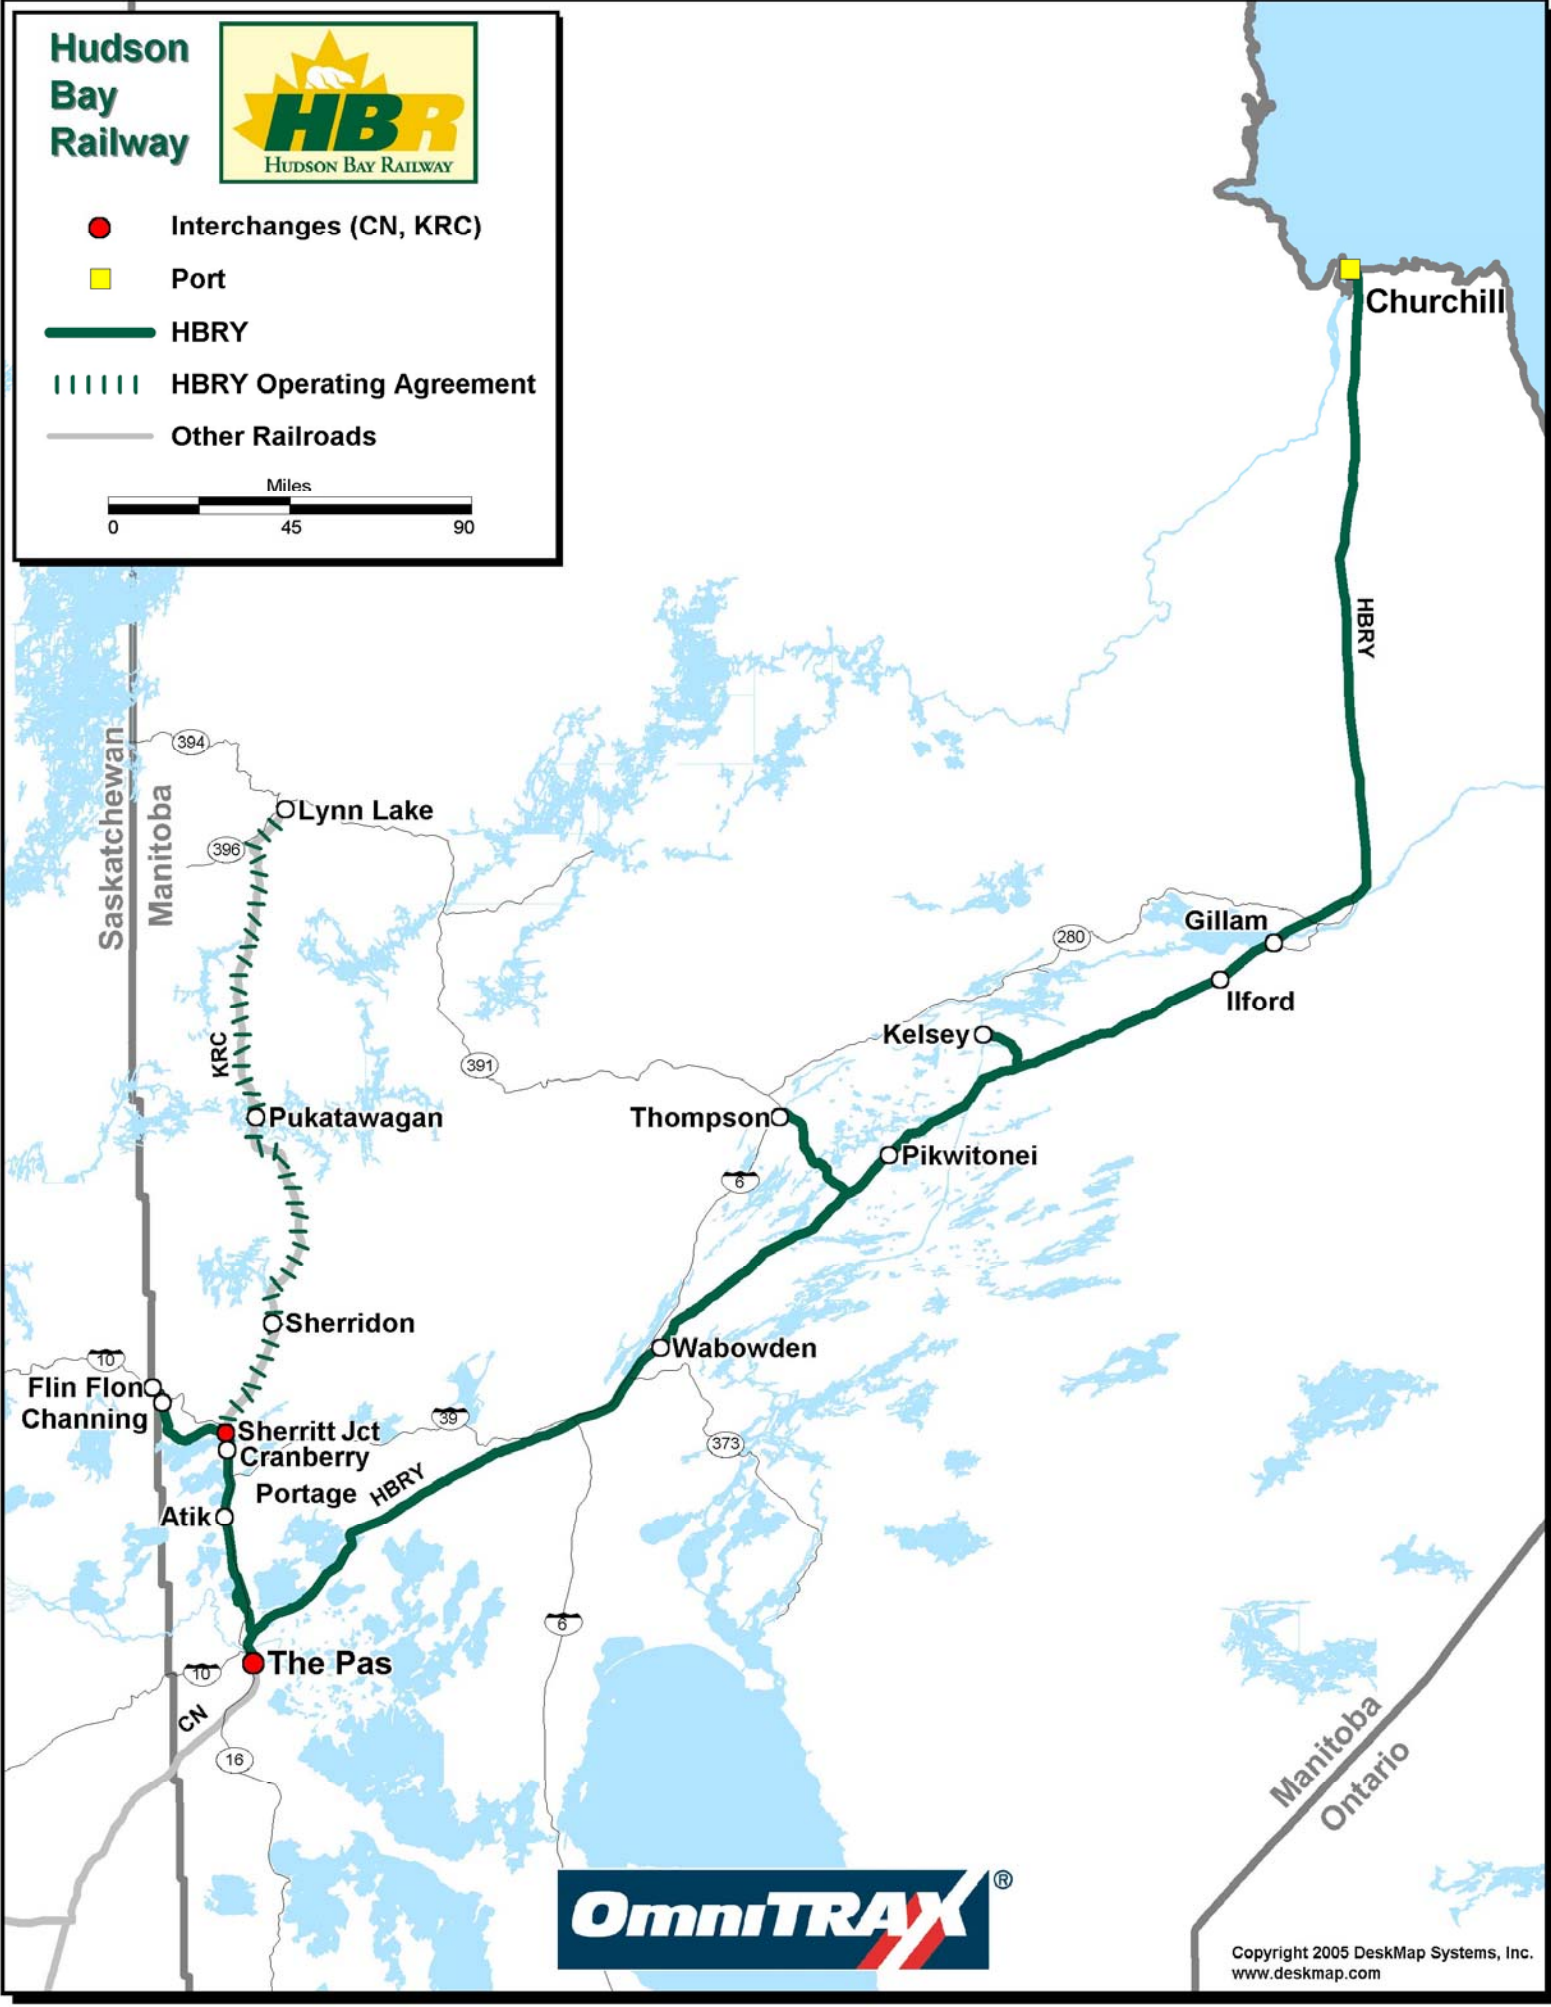 Hudson
Bay
Railway
HBR
HUDSON BAY RAILWAY
Interchanges (CN, KRC)
Port
HBRY
HBRY Operating Agreement
Other Railroads
Miles
0 45 90
Churchill
HBRY
Saskatchewan
Manitoba
394
Lynn Lake
396
KRC
Gillam
280
Ilford
Kelsey
391
Pukatawagan
Thompson
Pikwitonei
6
Sherridon
Wabowden
10
Flin Flon
Channing
Sherritt Jct
Cranberry
Portage
39
373
HBRY
Atik
6
The Pas
10
CN
16
Manitoba
Ontario
OMNITRAX®
Copyright 2005 DeskMap Systems, Inc.
www.deskmap.com